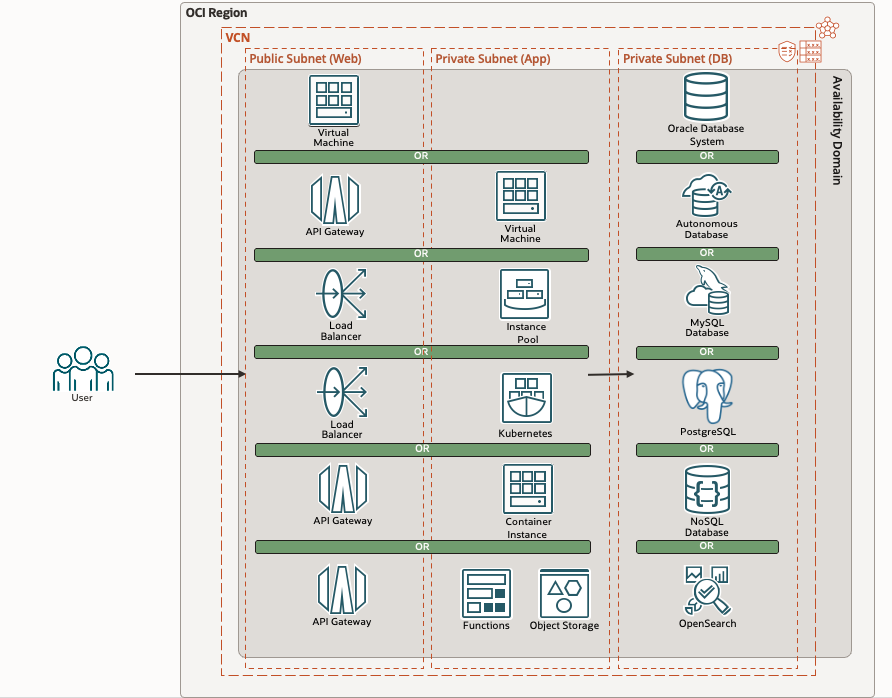 OCI Region
VCN
Public Subnet (Web)
Private Subnet (App)
Private Subnet (DB)
Availability Domain
Virtual
Machine
Oracle Database
System
OR
OR
API Gateway
Virtual
Machine
Autonomous
Database
OR
OR
Load
Balancer
Instance
Pool
MySQL
Database
OR
OR
User
Load
Balancer
Kubernetes
PostgreSQL
OR
OR
API Gateway
Container
Instance
NoSQL
Database
OR
OR
API Gateway
Functions
Object Storage
OpenSearch